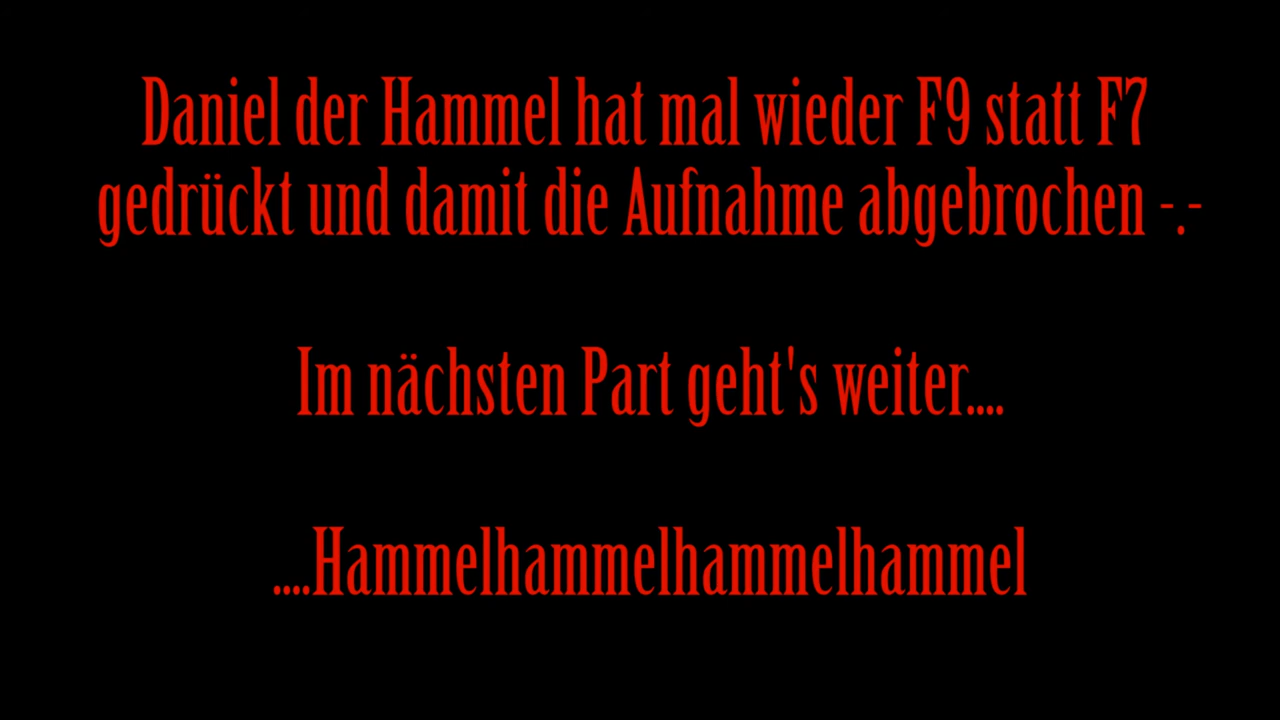 Daniel der Hammel hat mal wieder F9 statt F7
gedrückt und damit die Aufnahme abgebrochen -.-
Im nächsten Part geht's weiter....
....Hammelhammelhammelhammel